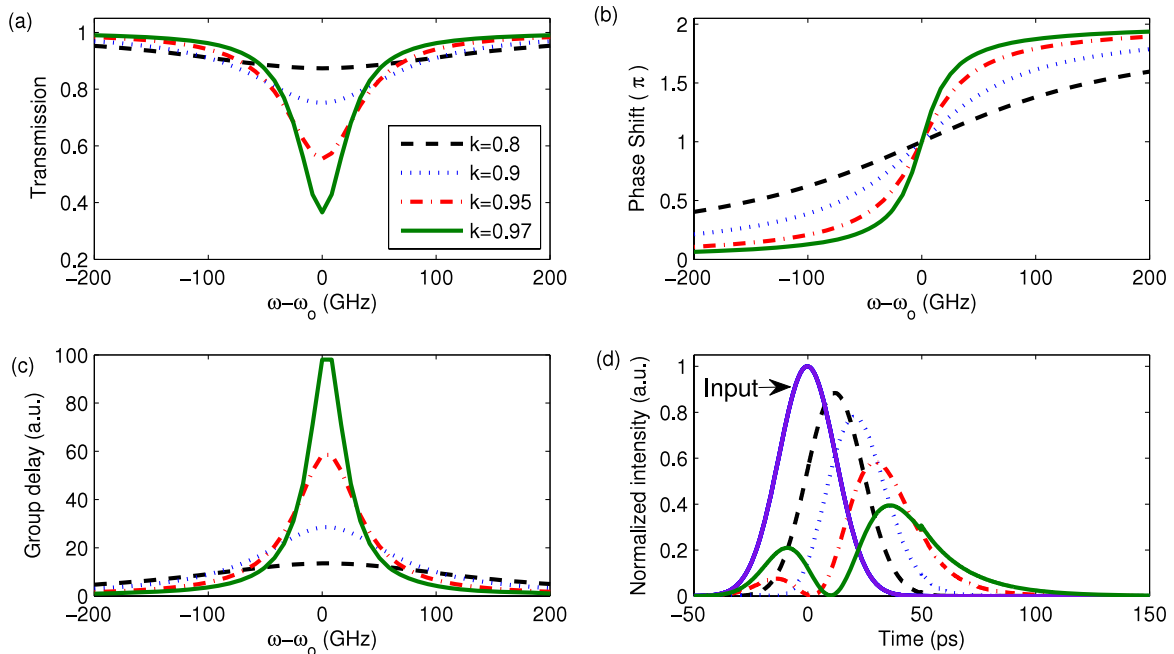 (a)
1
0.8
0.6
0.4
0.2
Transmission
k=0.8
k=0.9
k=0.95
k=0.97
−200 −100 0 100 200
ω−ωo (GHz)
(b)
2
1.5
1
0.5
0
Phase Shift ( π)
−200 −100 0 100 200
ω−ωo (GHz)
(c)
100
80
60
40
20
0
Group delay (a.u.)
−200 −100 0 100 200
ω−ωo (GHz)
(d)
1
0.8
0.6
0.4
0.2
0
Normalized intensity (a.u.)
Input
−50 0 50 100 150
Time (ps)